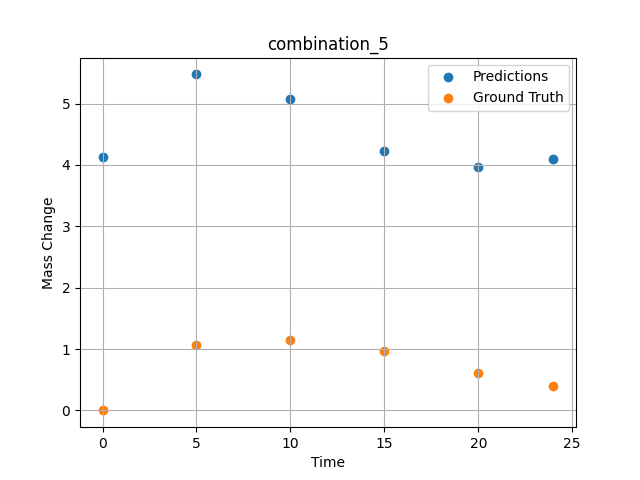 combination_5
Predictions
Ground Truth
Mass Change
5
4
3
2
1
0
0 5 10 15 20 25
Time